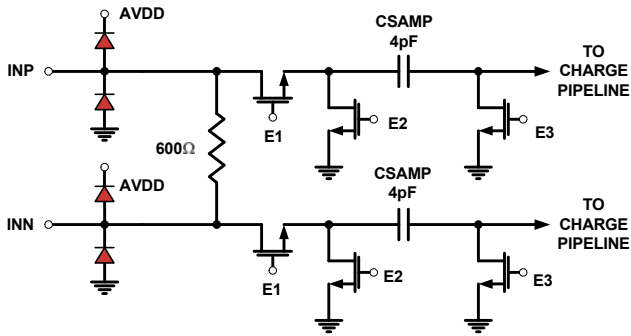 AVDD
CSAMP
4pF
TO
CHARGE
PIPELINE
INP
E1
E2
E3
600Ω
AVDD
CSAMP
4pF
TO
CHARGE
PIPELINE
INN
E1
E2
E3